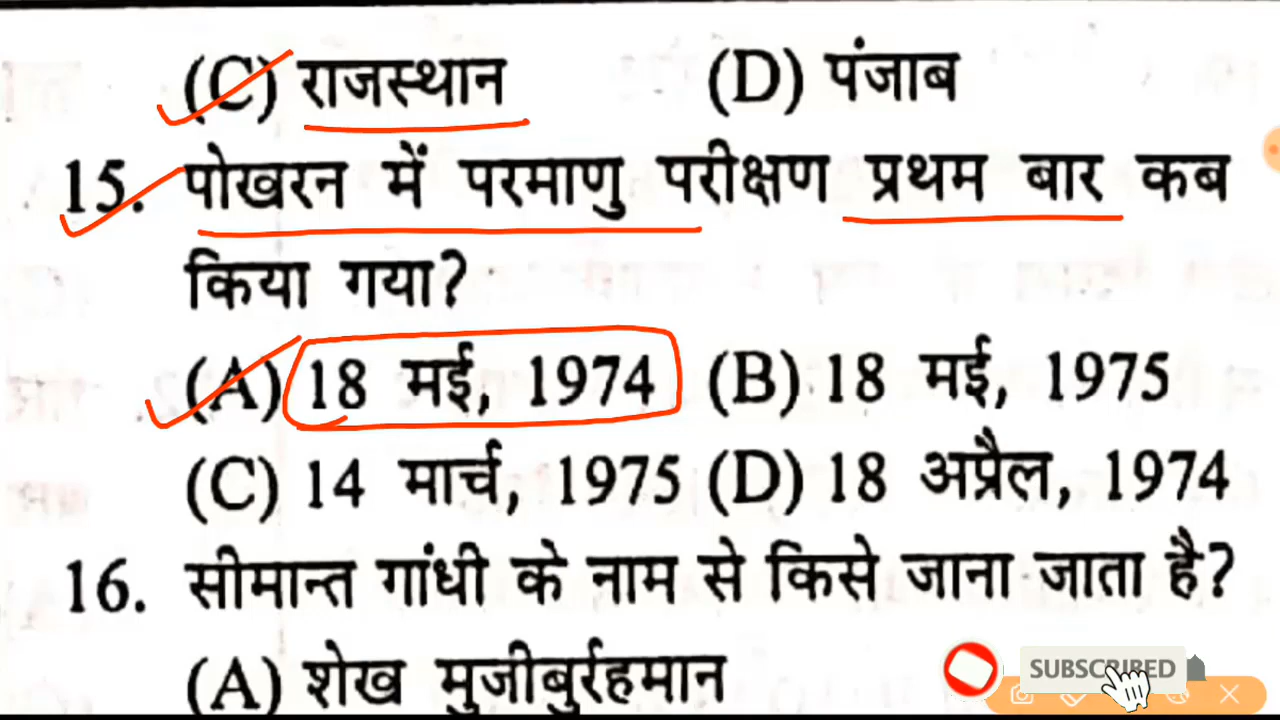 (C) राजस्थान (D) पंजाब
15. पोखरन में परमाणु परीक्षण प्रथम बार कब
किया गया?
(A) 18 मई, 1974 (B) 18 मई, 1975
(C) 14 मार्च, 1975 (D) 18 अप्रैल, 1974
16. सीमान्त गांधी के नाम से किसे जाना जाता है?
(A) शेख मुजीबुर्रहमान
SUBSCRIBED